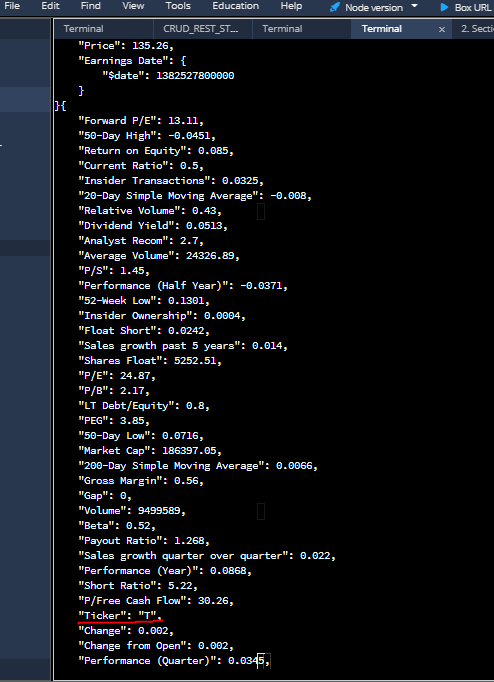 File Edit Find View Tools Education Help Node version Box URL
Terminal CRUD_REST_ST... Terminal Terminal x 2. Secti
"Price": 135.26,
"Earnings Date": {
"$date": 1382527800000
}
}{
"Forward P/E": 13.11,
"50-Day High": -0.0451,
"Return on Equity": 0.085,
"Current Ratio": 0.5,
"Insider Transactions": 0.0325,
"20-Day Simple Moving Average": -0.008,
"Relative Volume": 0.43,
"Dividend Yield": 0.0513,
"Analyst Recom": 2.7,
"Average Volume": 24326.89,
"P/S": 1.45,
"Performance (Half Year)": -0.0371,
"52-Week Low": 0.1301,
"Insider Ownership": 0.0004,
"Float Short": 0.0242,
"Sales growth past 5 years": 0.014,
"Shares Float": 5252.51,
"P/E": 24.87,
"P/B": 2.17,
"LT Debt/Equity": 0.8,
"PEG": 3.85,
"50-Day Low": 0.0716,
"Market Cap": 186397.05,
"200-Day Simple Moving Average": 0.0066,
"Gross Margin": 0.56,
"Gap": 0,
"Volume": 9499589,
"Beta": 0.52,
"Payout Ratio": 1.268,
"Sales growth quarter over quarter": 0.022,
"Performance (Year)": 0.0868,
"Short Ratio": 5.22,
"P/Free Cash Flow": 30.26,
"Ticker": "T",
"Change": 0.002,
"Change from Open": 0.002,
"Performance (Quarter)": 0.0345,